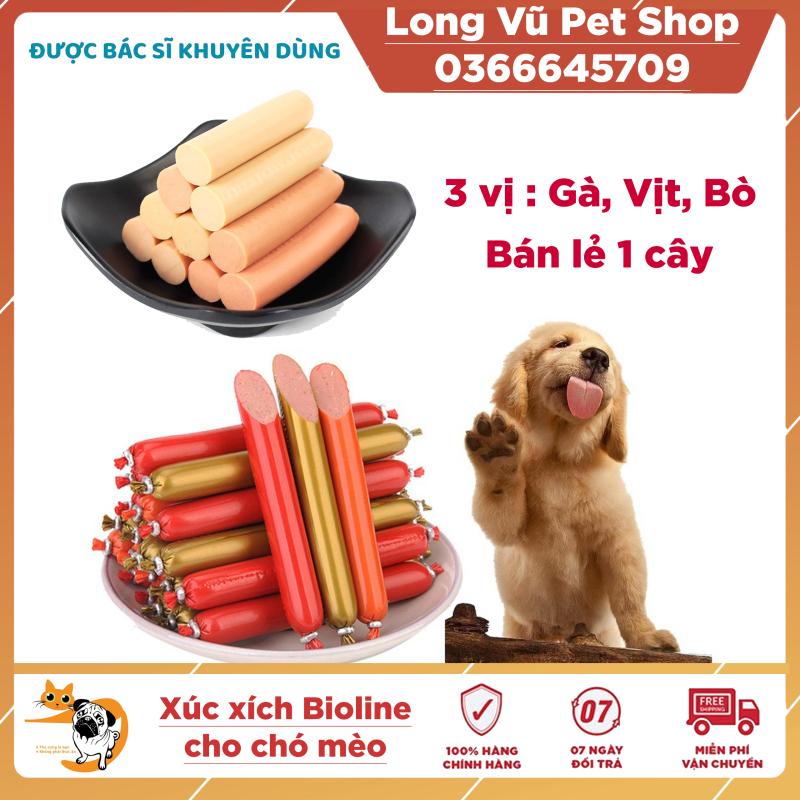 ĐƯỢC BÁC SĨ KHUYÊN DÙNG
Long Vũ Pet Shop
0366645709
3 vị : Gà, Vịt, Bò
Bán lẻ 1 cây
Xúc xích Bioline
cho chó mèo
100% HÀNG
CHÍNH HÃNG
07
07 NGÀY
ĐỔI TRẢ
FREE
SHIPPING
MIỄN PHÍ
VẬN CHUYỂN